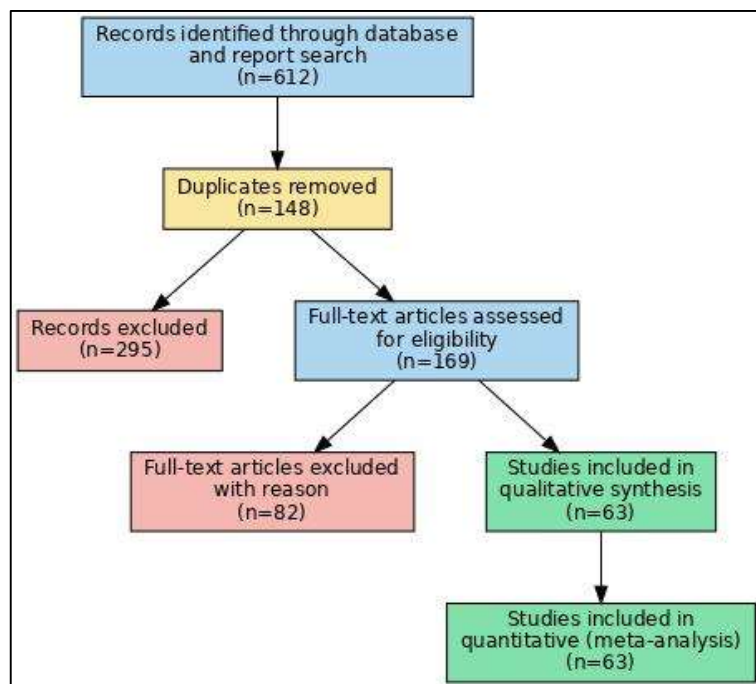 Records identified through database
and report search
(n=612)
Duplicates removed
(n=148)
Records excluded
(n=295)
Full-text articles assessed
for eligibility
(n=169)
Full-text articles excluded
with reason
(n=82)
Studies included in
qualitative synthesis
(n=63)
Studies included in
quantitative (meta-analysis)
(n=63)